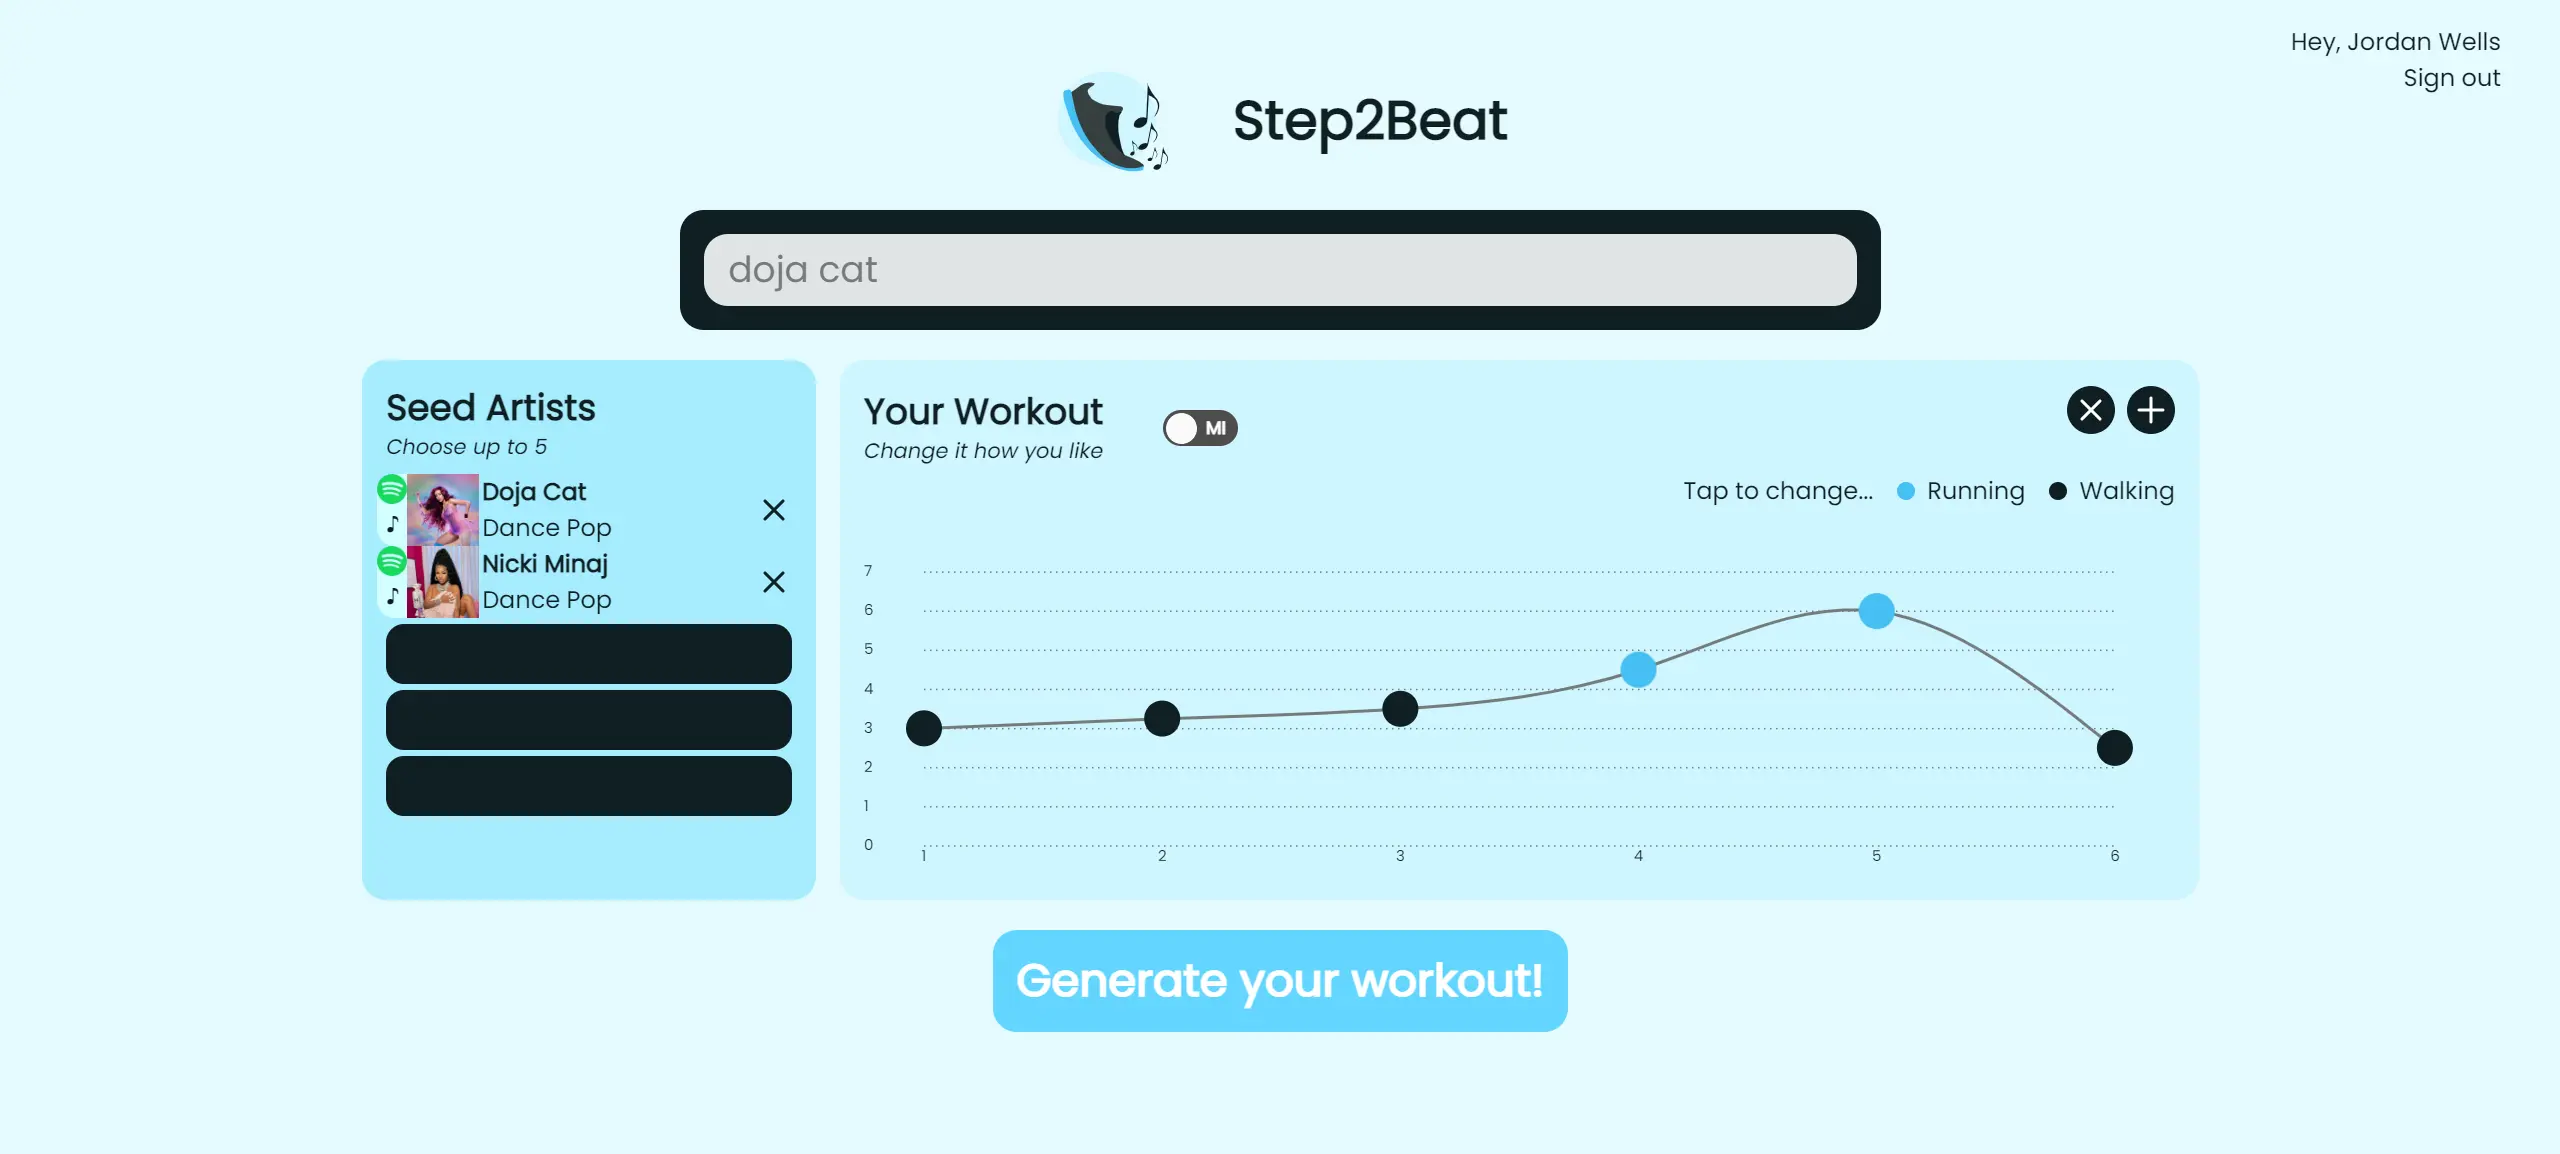 Hey, Jordan Wells
Sign out
Step2Beat
doja cat
Seed Artists
Choose up to 5
Doja Cat
Dance Pop
Nicki Minaj
Dance Pop
Your Workout
Change it how you like
MI
Tap to change...
Running
Walking
7
6
5
4
3
2
1
0
1 2 3 4 5 6
Generate your workout!